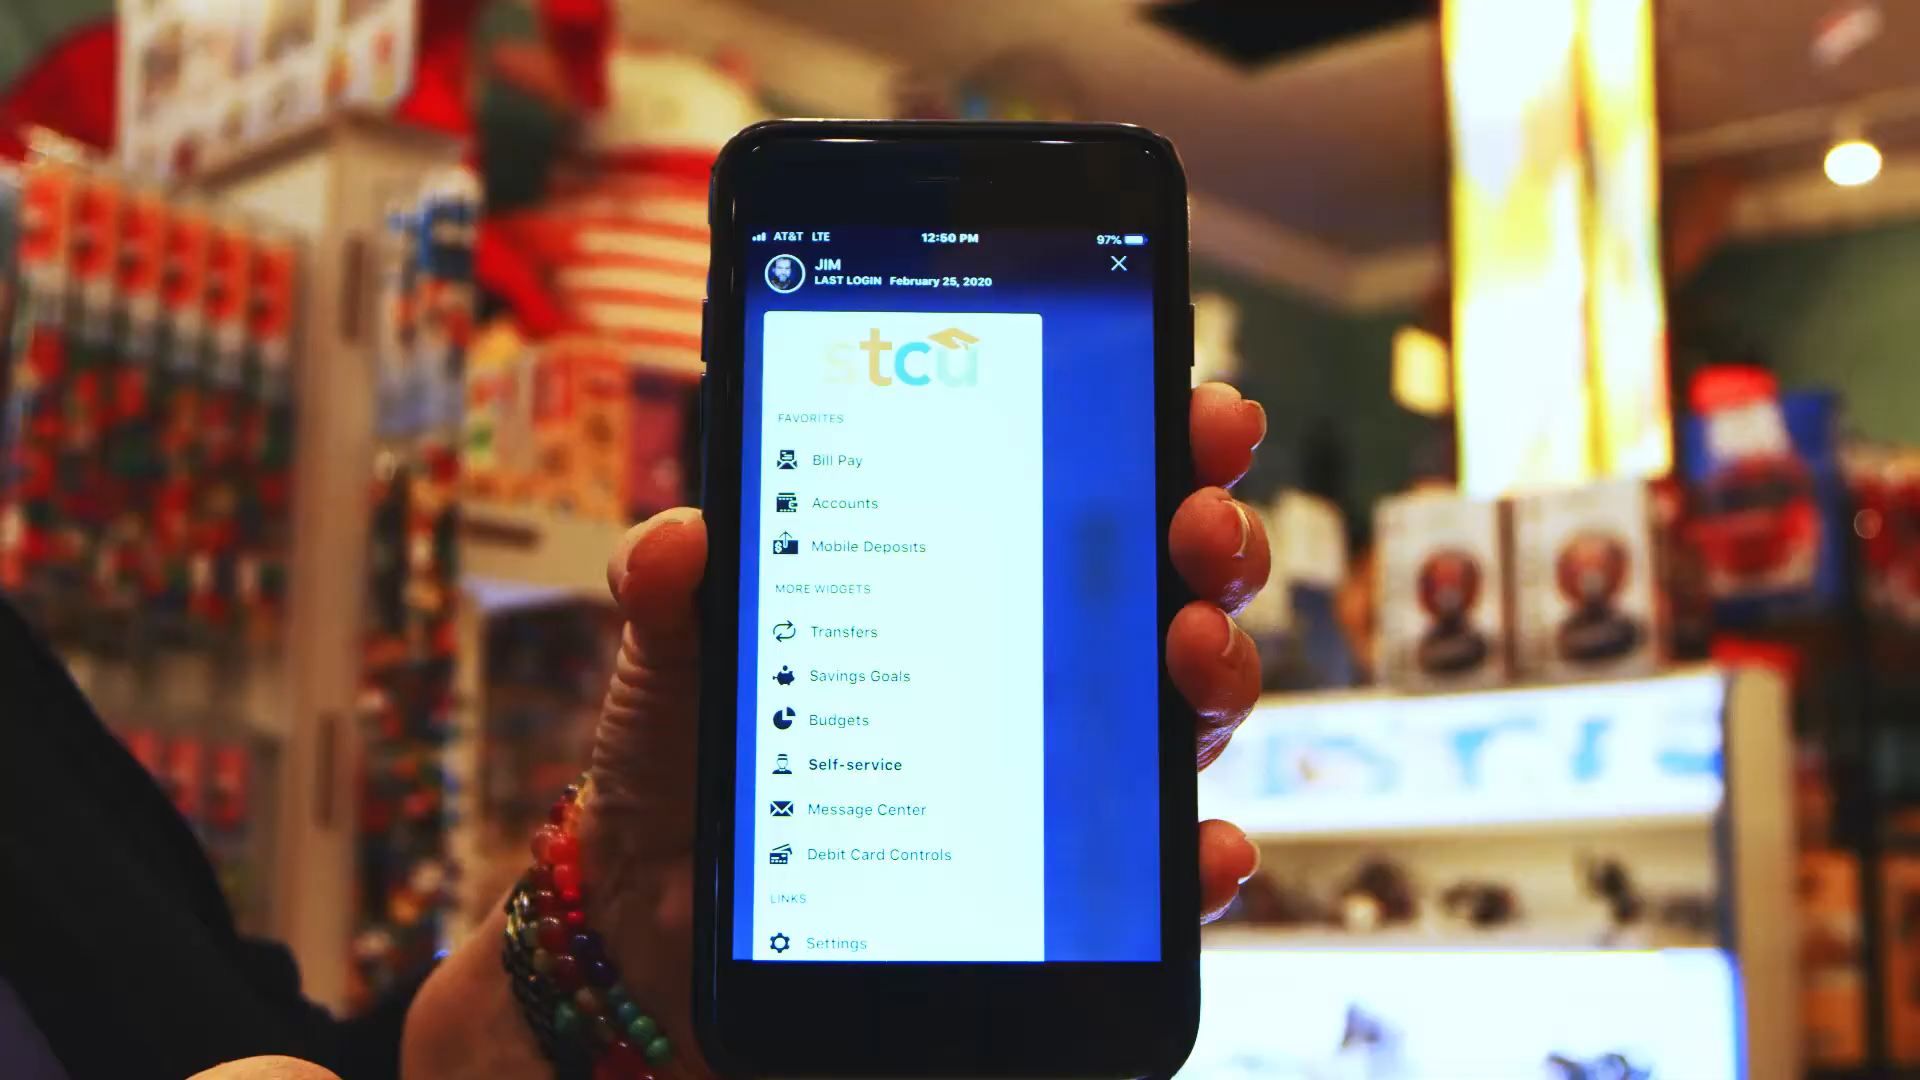 AT&T LTE 12:50 PM 97%
JIM
LAST LOGIN February 25, 2020
stcu
FAVORITES
Bill Pay
Accounts
Mobile Deposits
MORE WIDGETS
Transfers
Savings Goals
Budgets
Self-service
Message Center
Debit Card Controls
LINKS
Settings